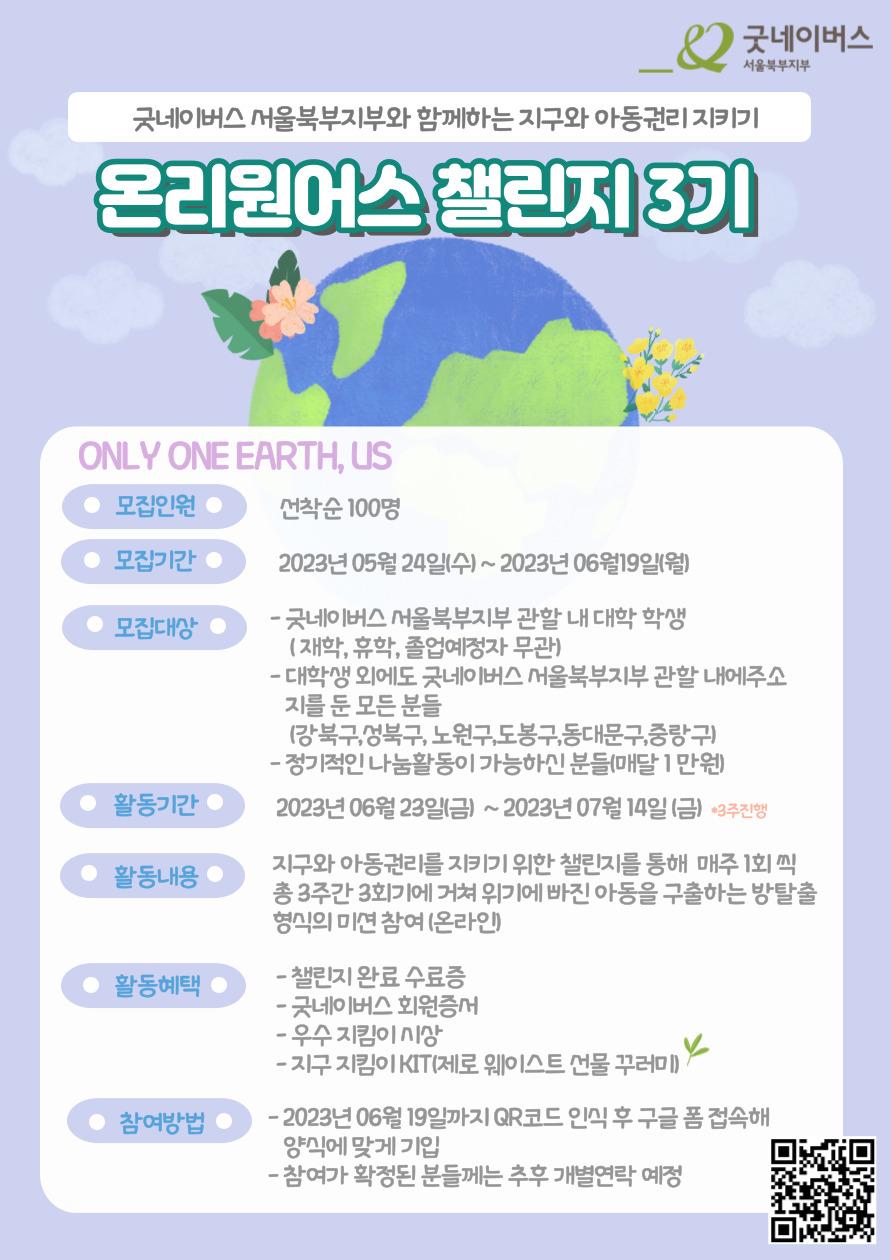 굿네이버스
서울북부지부
굿네이버스 서울북부지부와 함께하는 지구와 아동권리 지키기
온리원어스 챌린지 3기
ONLY ONE EARTH, US
모집인원 선착순 100명
모집기간 2023년 05월 24일(수) ~ 2023년 06월19일(월)
모집대상 - 굿네이버스 서울북부지부 관할 내 대학 학생
( 재학, 휴학, 졸업예정자 무관)
- 대학생 외에도 굿네이버스 서울북부지부 관할 내에주소
지를 둔 모든 분들
(강북구,성북구, 노원구,도봉구,동대문구,중랑구)
- 정기적인 나눔활동이 가능하신 분들(매달 1 만원)
활동기간 2023년 06월 23일(금) ~ 2023년 07월 14일 (금) *3주진행
활동내용 지구와 아동권리를 지키기 위한 챌린지를 통해 매주 1회 씩
총 3주간 3회기에 거쳐 위기에 빠진 아동을 구출하는 방탈출
형식의 미션 참여 (온라인)
활동혜택 - 챌린지 완료 수료증
- 굿네이버스 회원증서
- 우수 지킴이 시상
- 지구 지킴이 KIT(제로 웨이스트 선물 꾸러미)
참여방법 - 2023년 06월 19일까지 QR코드 인식 후 구글 폼 접속해
양식에 맞게 기입
- 참여가 확정된 분들께는 추후 개별연락 예정